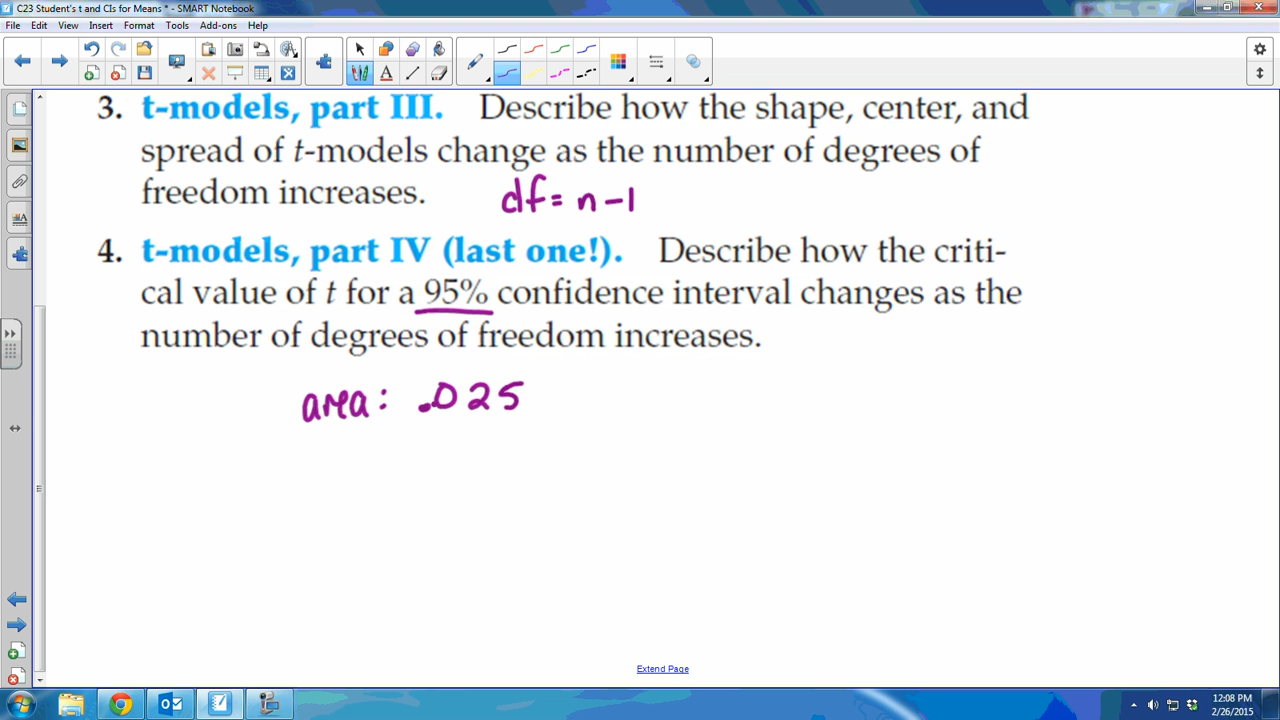 C23 Student's t and CIs for Means * - SMART Notebook
File Edit View Insert Format Tools Add-ons Help
3. t-models, part III. Describe how the shape, center, and
spread of t-models change as the number of degrees of
freedom increases. df = n - 1
4. t-models, part IV (last one!). Describe how the criti-
cal value of t for a 95% confidence interval changes as the
number of degrees of freedom increases.
area: .025
Extend Page
12:08 PM
2/26/2015